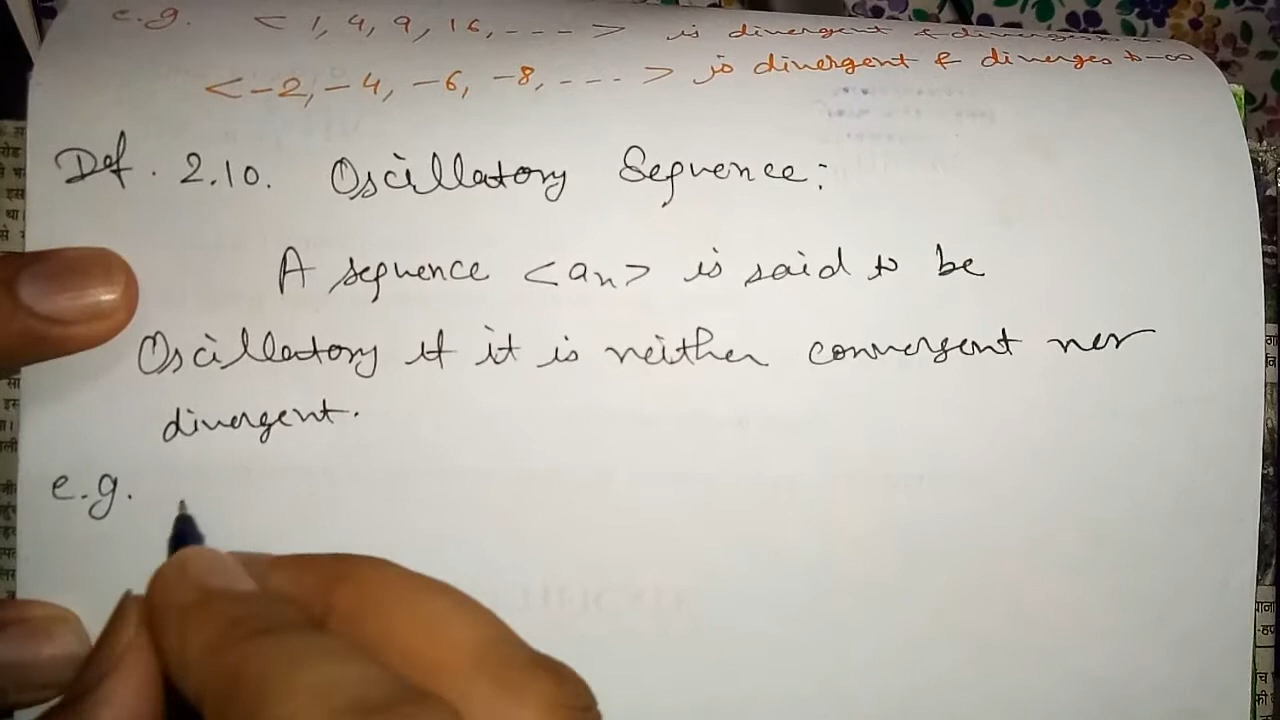 e.g. < 1, 4, 9, 16, --- > is divergent & diverges
< -2, -4, -6, -8, --- > is divergent & diverges to -∞
Def. 2.10. Oscillatory Sequence:
A sequence <an> is said to be
Oscillatory if it is neither convergent nor
divergent.
e.g.